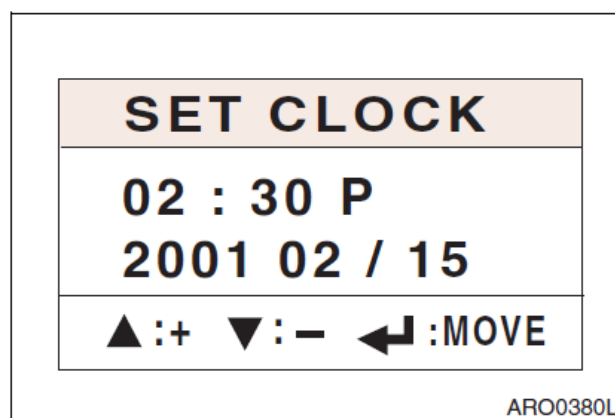 SET CLOCK
02 : 30 P
2001 02 / 15
▲:+ ▼:− ↵:MOVE
ARO0380L